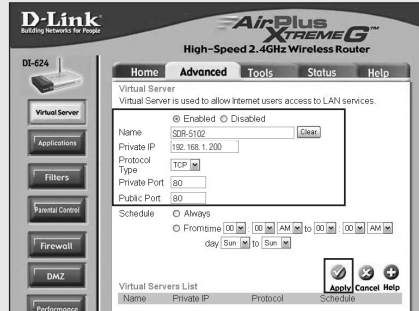 D-Link
Building Networks for People
AirPlus
XTREME G™
High-Speed 2.4GHz Wireless Router
DI-624
Home Advanced Tools Status Help
Virtual Server
Virtual Server is used to allow Internet users access to LAN services.
Virtual Server
Applications
Filters
Parental Control
Firewall
DMZ
Performance
Enabled Disabled
Name SDR-5102 Clear
Private IP 192.168.1.200
Protocol Type TCP
Private Port 80
Public Port 80
Schedule Always
From time 00 : 00 AM to 00 : 00 AM
day Sun to Sun
Apply Cancel Help
Virtual Servers List
Name Private IP Protocol Schedule